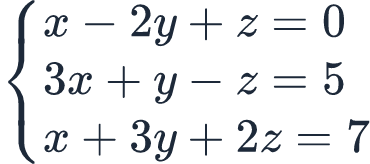 x − 2y + z = 0
3x + y − z = 5
x + 3y + 2z = 7